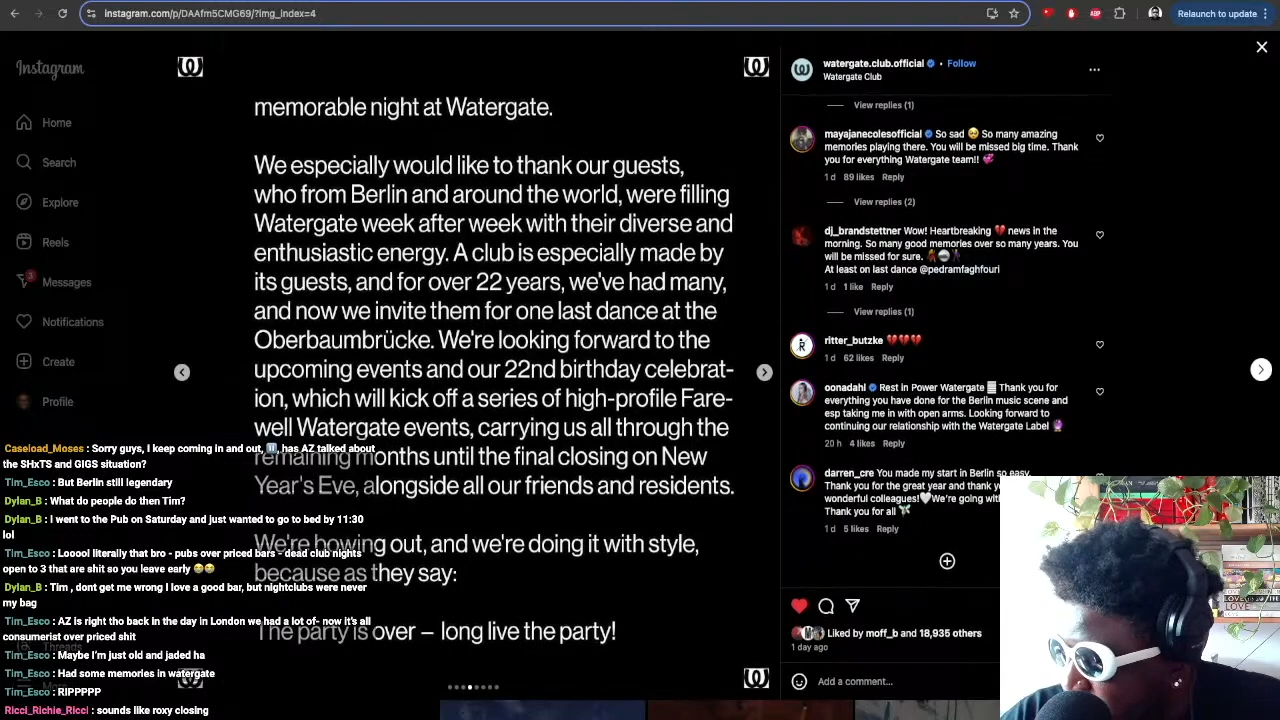 instagram.com/p/DAAfm5CMG69/?img_index=4
ABP
Relaunch to update
Instagram
Home
Search
Explore
Reels
3
Messages
Notifications
Create
Profile
memorable night at Watergate.
We especially would like to thank our guests,
who from Berlin and around the world, were filling
Watergate week after week with their diverse and
enthusiastic energy. A club is especially made by
its guests, and for over 22 years, we've had many,
and now we invite them for one last dance at the
Oberbaumbrücke. We're looking forward to the
upcoming events and our 22nd birthday celebrat-
ion, which will kick off a series of high-profile Fare-
well Watergate events, carrying us all through the
remaining months until the final closing on New
Year's Eve, alongside all our friends and residents.
We're bowing out, and we're doing it with style,
because as they say:
The party is over – long live the party!
watergate.club.official • Follow
Watergate Club
View replies (1)
mayajanecolesofficial So sad 🥺 So many amazing
memories playing there. You will be missed big time. Thank
you for everything Watergate team!! 💞
1 d 89 likes Reply
View replies (2)
dj_brandstettner Wow! Heartbreaking 💔 news in the
morning. So many good memories over so many years. You
will be missed for sure.
At least on last dance @pedramfaghfouri
1 d 1 like Reply
View replies (1)
ritter_butzke 💔💔💔
1 d 62 likes Reply
oonadahl Rest in Power Watergate Thank you for
everything you have done for the Berlin music scene and
esp taking me in with open arms. Looking forward to
continuing our relationship with the Watergate Label 🔮
20 h 4 likes Reply
darren_cre You made my start in Berlin so easy.
Thank you for the great year and thank
wonderful colleagues!🤍We're going
Thank you for all
1 d 5 likes Reply
Liked by moff_b and 18,935 others
1 day ago
Add a comment...
Caseload_Moses : Sorry guys, I keep coming in and out, ⏸️, has AZ talked about
the SHxTS and GIGS situation?
Tim_Esco : But Berlin still legendary
Dylan_B : What do people do then Tim?
Dylan_B : I went to the Pub on Saturday and just wanted to go to bed by 11:30
lol
Tim_Esco : Looool literally that bro - pubs over priced bars - dead club nights
open to 3 that are shit so you leave early 😂😂
Dylan_B : Tim , dont get me wrong I love a good bar, but nightclubs were never
my bag
Tim_Esco : AZ is right tho back in the day in London we had a lot of- now it's all
consumerist over priced shit
Tim_Esco : Maybe I'm just old and jaded ha
Tim_Esco : Had some memories in watergate
Tim_Esco : RIPPPPP
Ricci_Richie_Ricci : sounds like roxy closing
Threads
More
LOVE